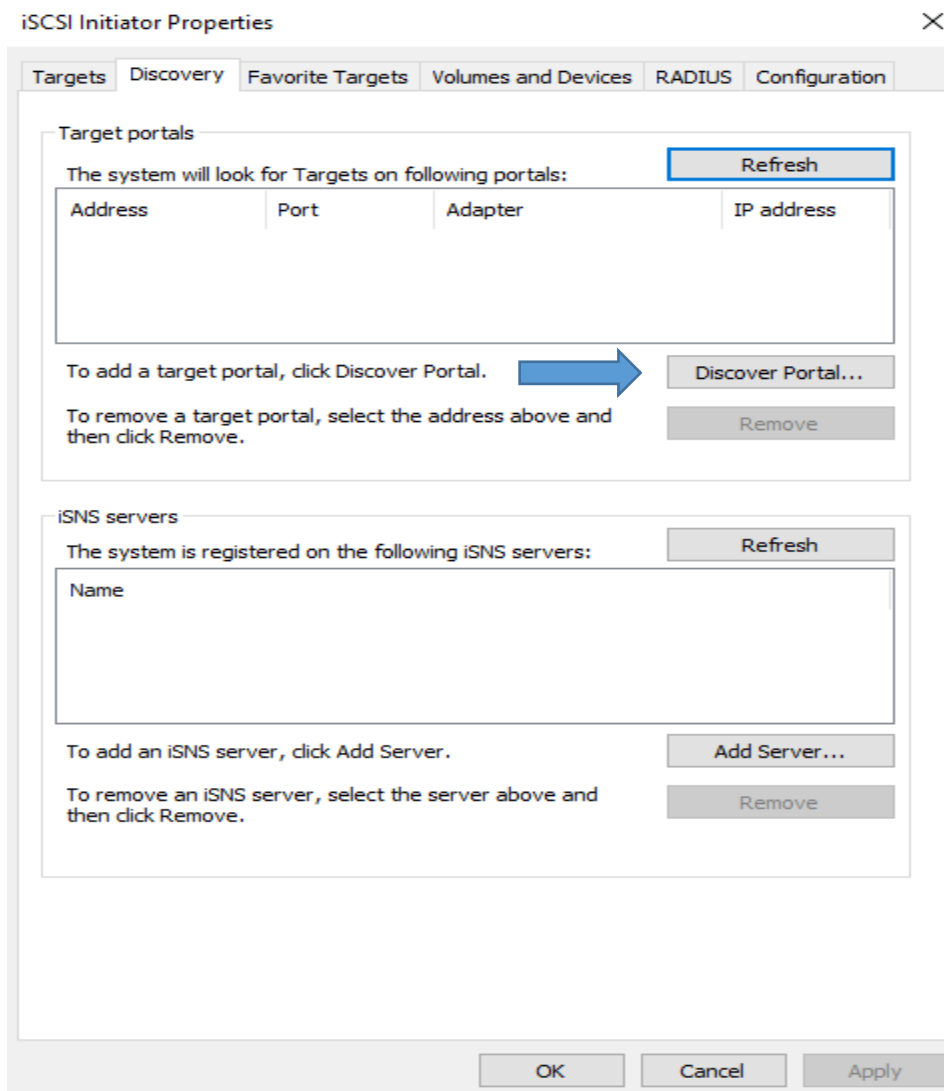 iSCSI Initiator Properties
Targets Discovery Favorite Targets Volumes and Devices RADIUS Configuration
Target portals
The system will look for Targets on following portals:
Refresh
Address Port Adapter IP address
To add a target portal, click Discover Portal.
Discover Portal...
To remove a target portal, select the address above and
then click Remove.
Remove
iSNS servers
The system is registered on the following iSNS servers:
Refresh
Name
To add an iSNS server, click Add Server.
Add Server...
To remove an iSNS server, select the server above and
then click Remove.
Remove
OK Cancel Apply